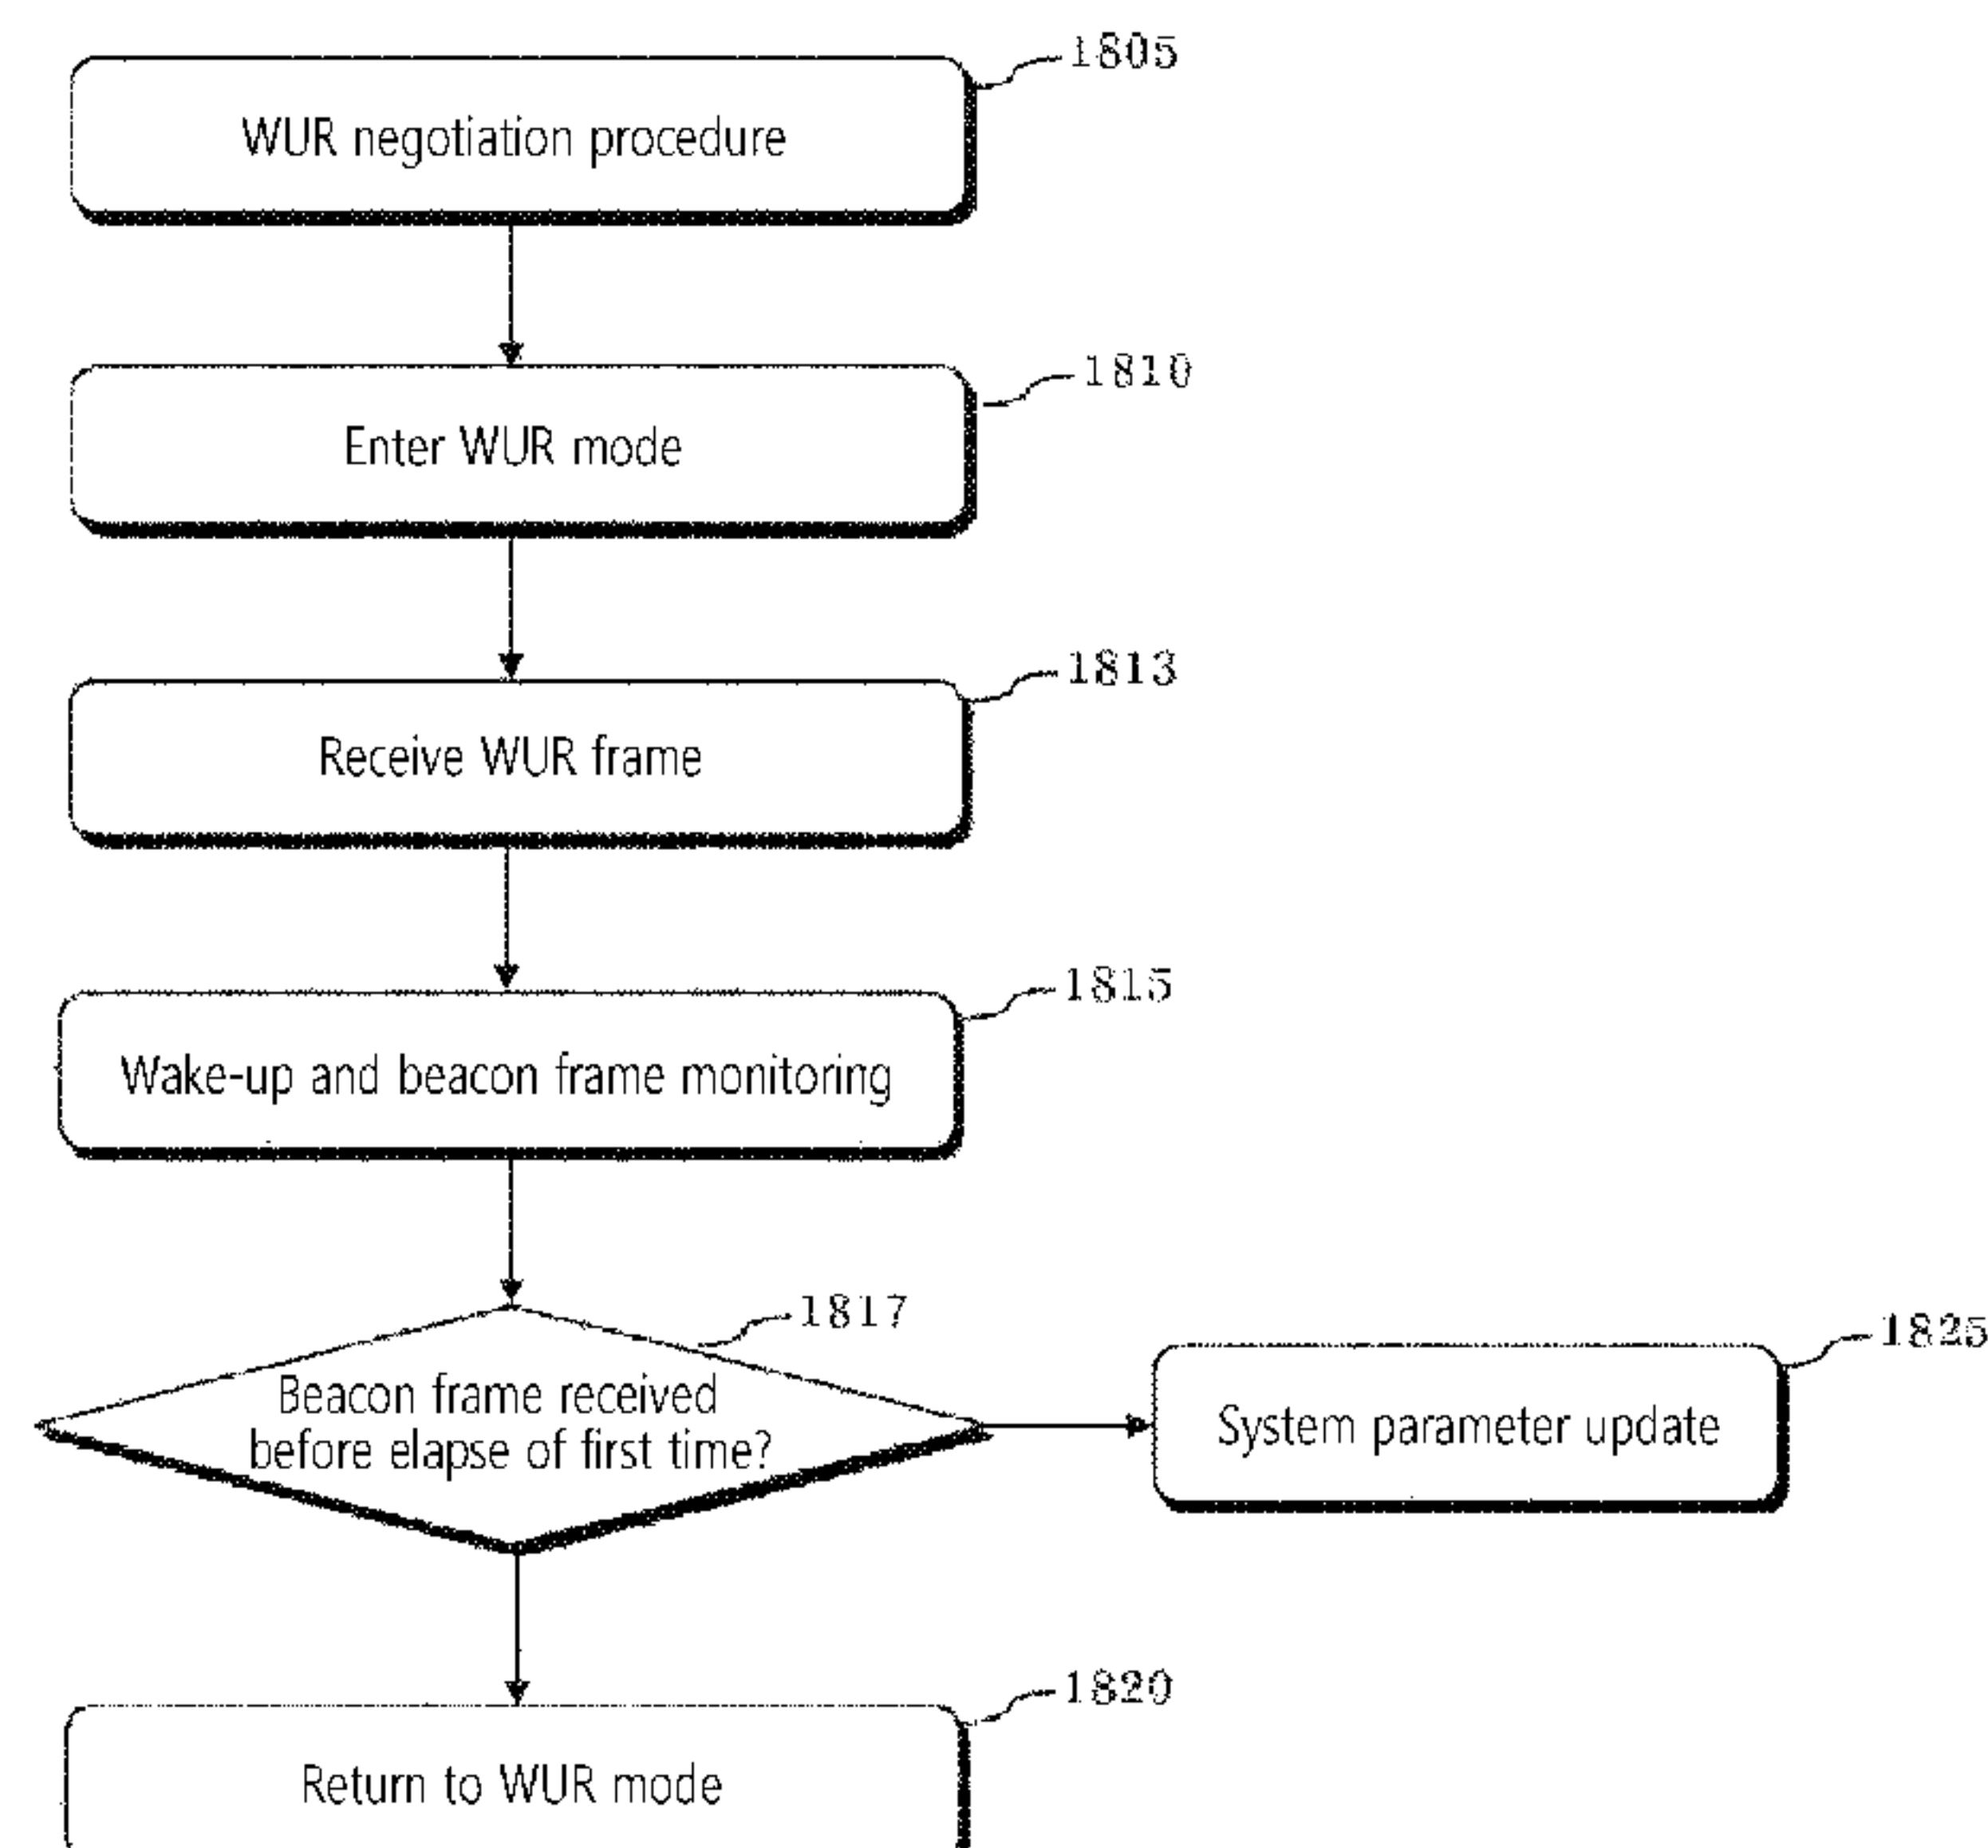 1805
WUR negotiation procedure
1810
Enter WUR mode
1813
Receive WUR frame
1815
Wake-up and beacon frame monitoring
1817
Beacon frame received
before elapse of first time?
1825
System parameter update
1820
Return to WUR mode